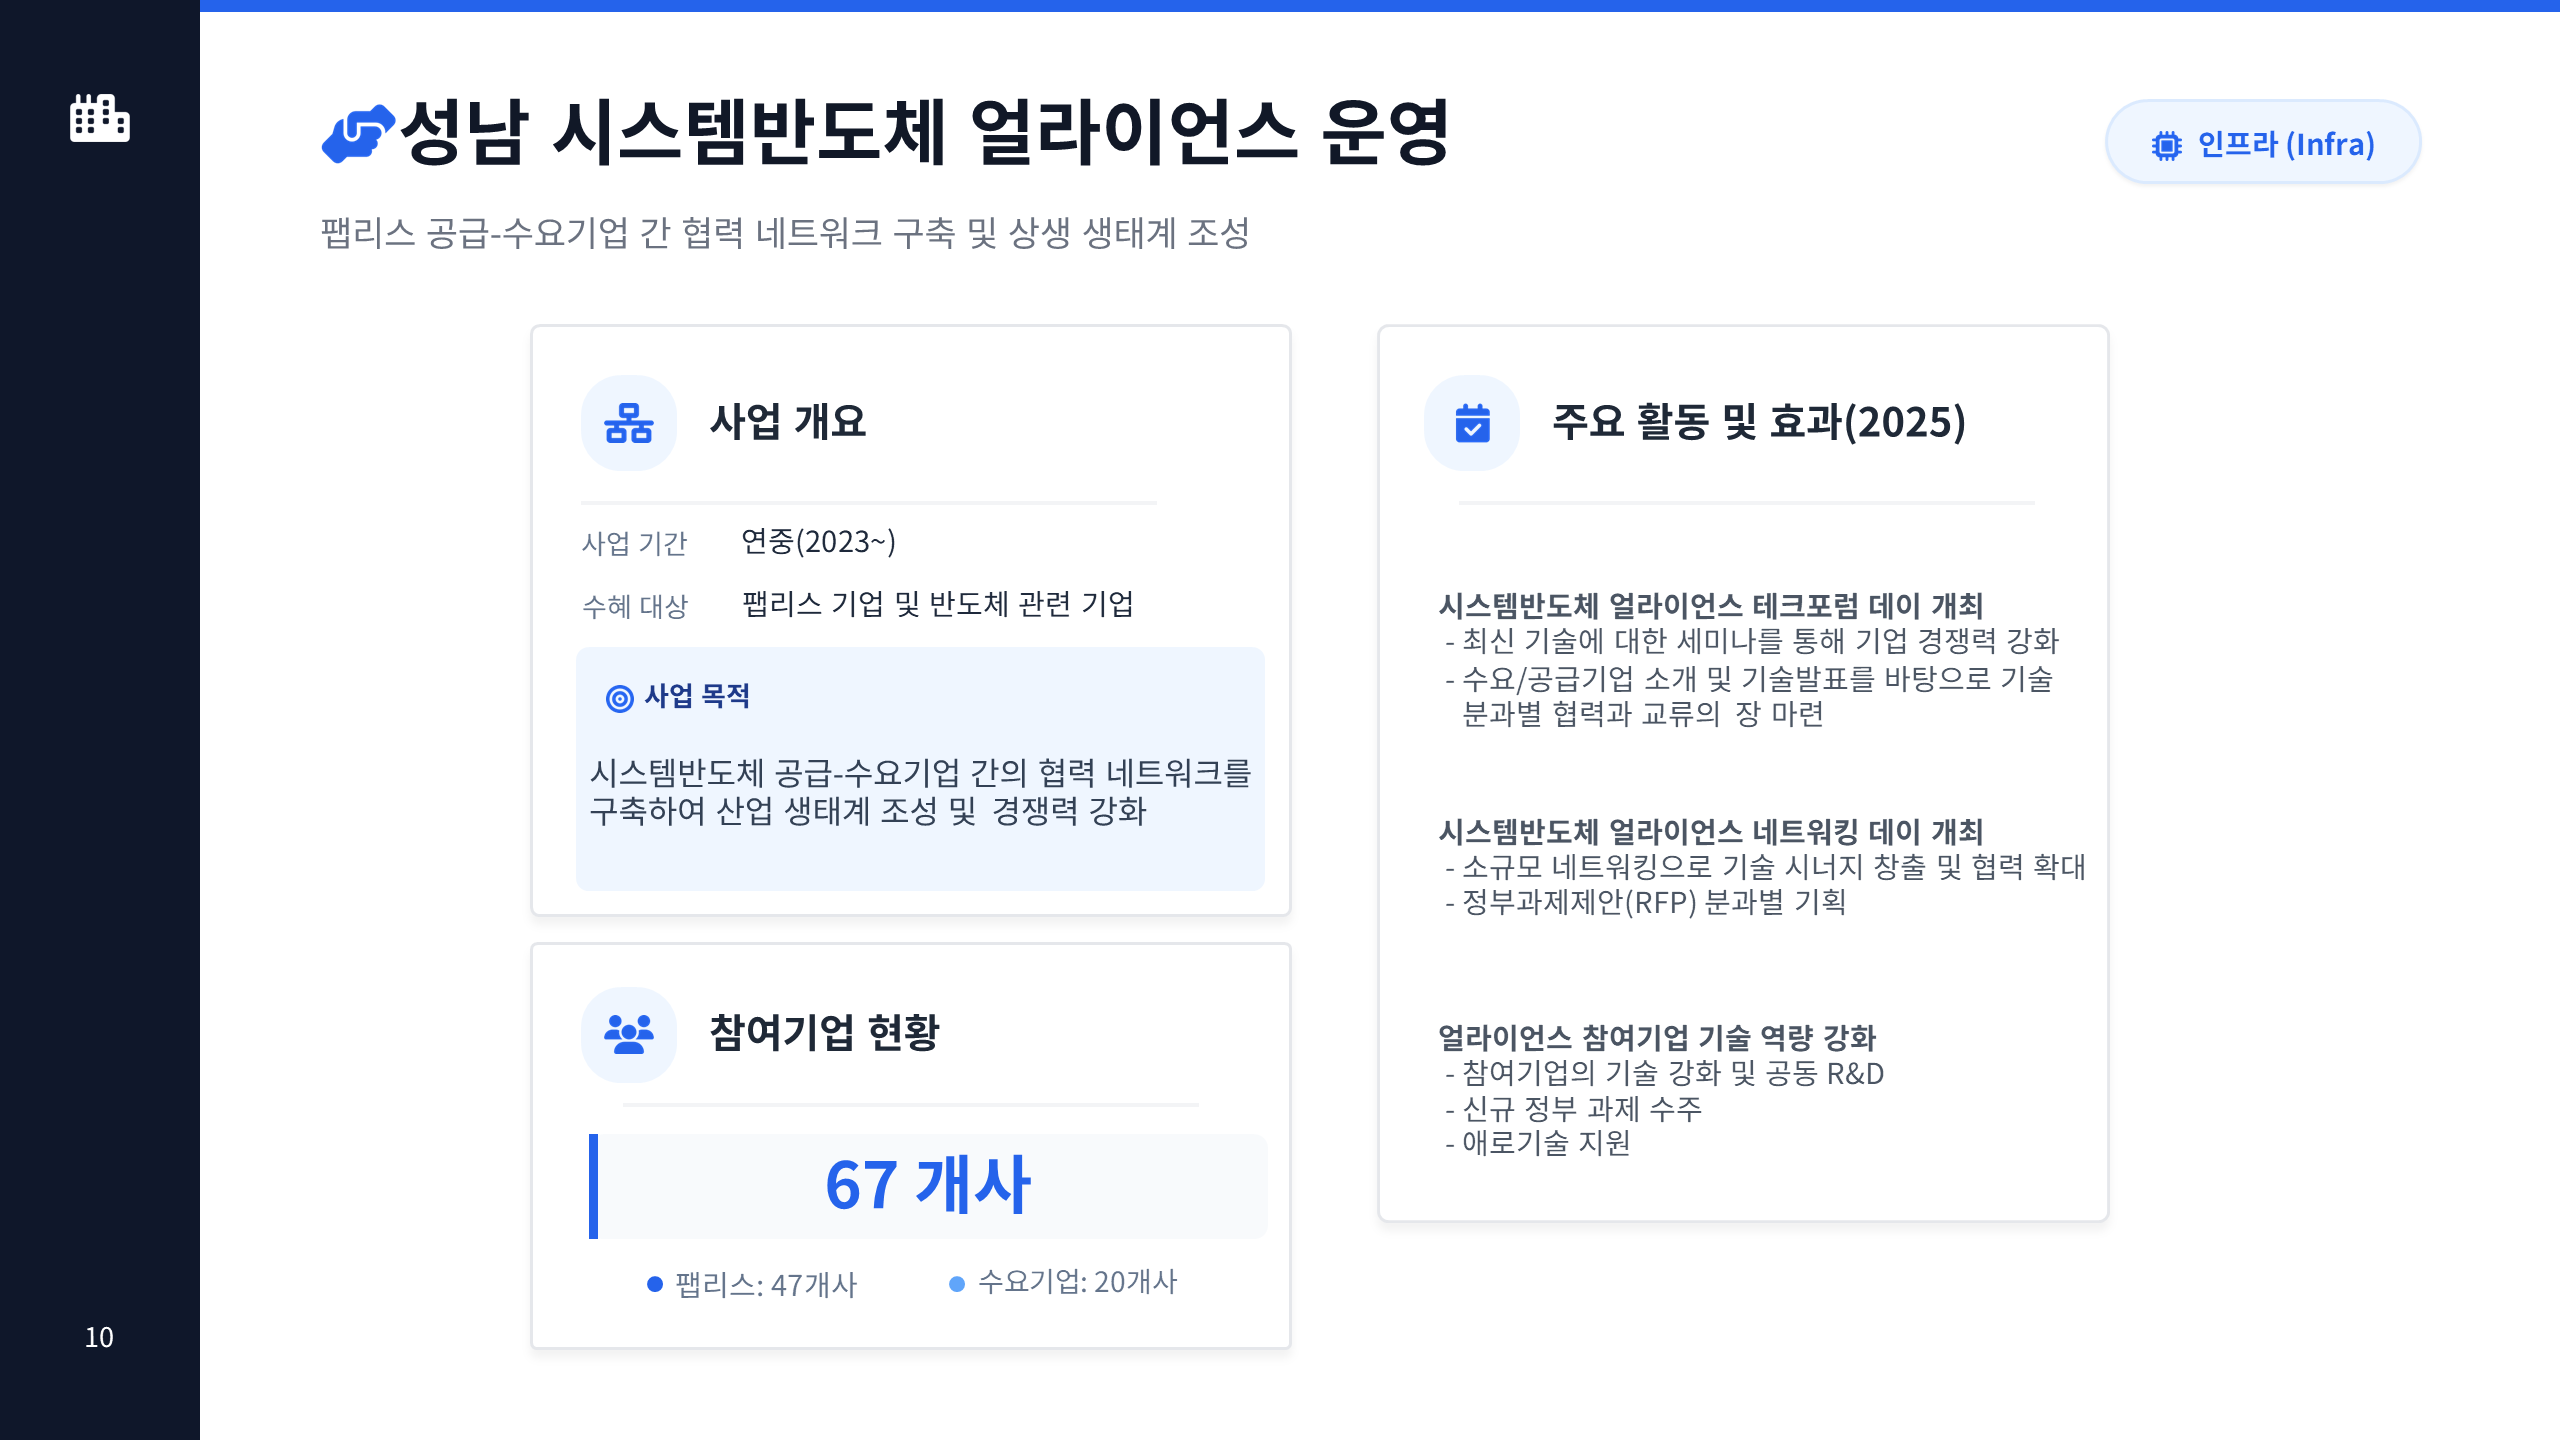 성남 시스템반도체 얼라이언스 운영
인프라 (Infra)
팹리스 공급-수요기업 간 협력 네트워크 구축 및 상생 생태계 조성
사업 개요
사업 기간 연중(2023~)
수혜 대상 팹리스 기업 및 반도체 관련 기업
사업 목적
시스템반도체 공급-수요기업 간의 협력 네트워크를
구축하여 산업 생태계 조성 및 경쟁력 강화
참여기업 현황
67 개사
팹리스: 47개사 수요기업: 20개사
주요 활동 및 효과(2025)
시스템반도체 얼라이언스 테크포럼 데이 개최
- 최신 기술에 대한 세미나를 통해 기업 경쟁력 강화
- 수요/공급기업 소개 및 기술발표를 바탕으로 기술
분과별 협력과 교류의 장 마련
시스템반도체 얼라이언스 네트워킹 데이 개최
- 소규모 네트워킹으로 기술 시너지 창출 및 협력 확대
- 정부과제제안(RFP) 분과별 기획
얼라이언스 참여기업 기술 역량 강화
- 참여기업의 기술 강화 및 공동 R&D
- 신규 정부 과제 수주
- 애로기술 지원
10